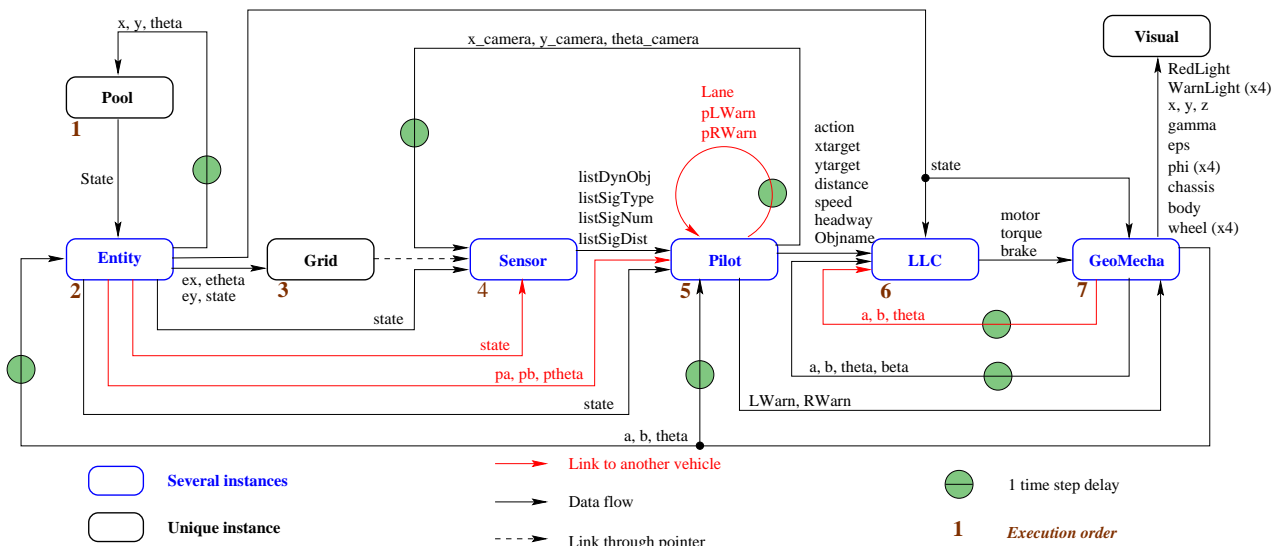 x, y, theta
Pool
1
State
Entity
2
ex, etheta
ey, state
Grid
3
x_camera, y_camera, theta_camera
listDynObj
listSigType
listSigNum
listSigDist
Sensor
4
Lane
pLWarn
pRWarn
Pilot
5
action
xtarget
ytarget
distance
speed
headway
Objname
LLC
6
state
motor
torque
brake
GeoMecha
7
Visual
RedLight
WarnLight (x4)
x, y, z
gamma
eps
phi (x4)
chassis
body
wheel (x4)
state
state
pa, pb, ptheta
state
a, b, theta
a, b, theta, beta
LWarn, RWarn
a, b, theta
Several instances
Unique instance
Link to another vehicle
Data flow
Link through pointer
1 time step delay
1
Execution order